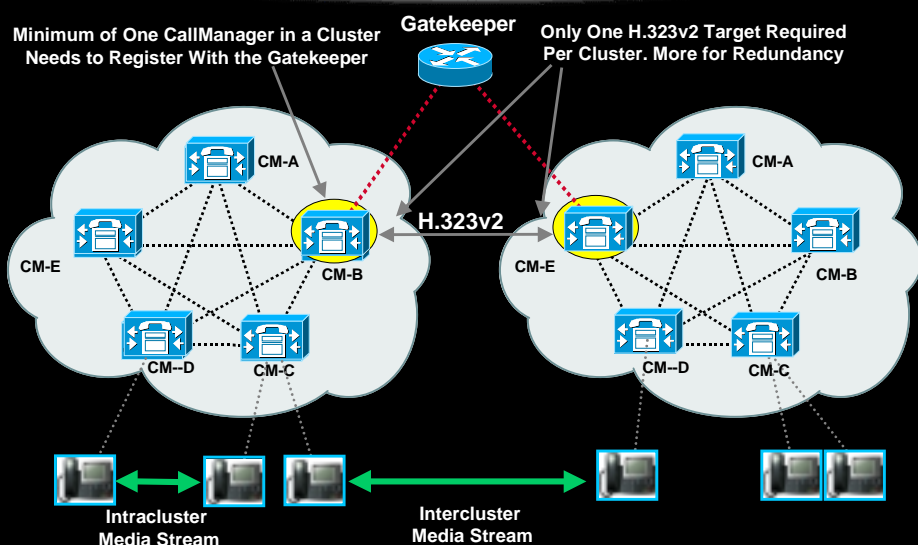 Minimum of One CallManager in a Cluster
Needs to Register With the Gatekeeper
Gatekeeper
Only One H.323v2 Target Required
Per Cluster. More for Redundancy
CM-A
CM-E
CM-B
CM--D
CM-C
H.323v2
CM-A
CM-E
CM-B
CM--D
CM-C
Intracluster
Media Stream
Intercluster
Media Stream